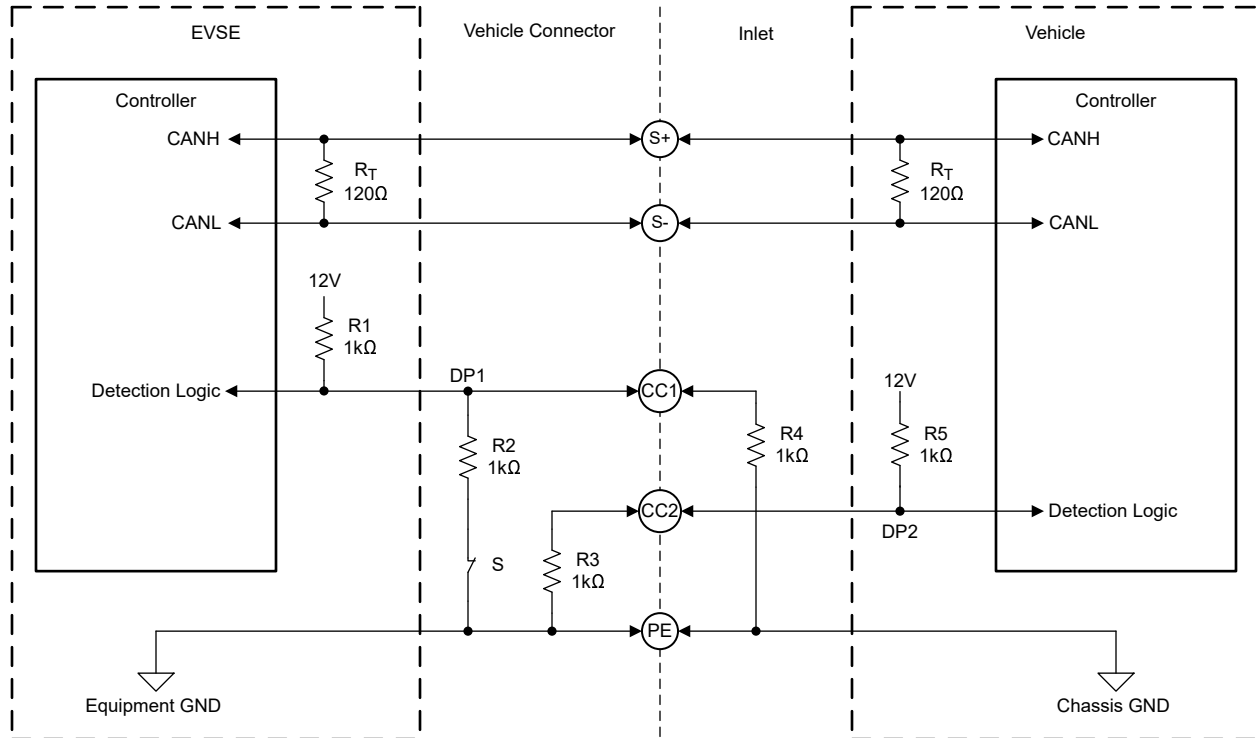 EVSE
Vehicle Connector
Inlet
Vehicle
Controller
Controller
CANH
S+
CANH
RT
120Ω
RT
120Ω
CANL
S-
CANL
12V
R1
1kΩ
Detection Logic
DP1
CC1
12V
R2
1kΩ
R4
1kΩ
R5
1kΩ
CC2
Detection Logic
DP2
S
R3
1kΩ
PE
Equipment GND
Chassis GND